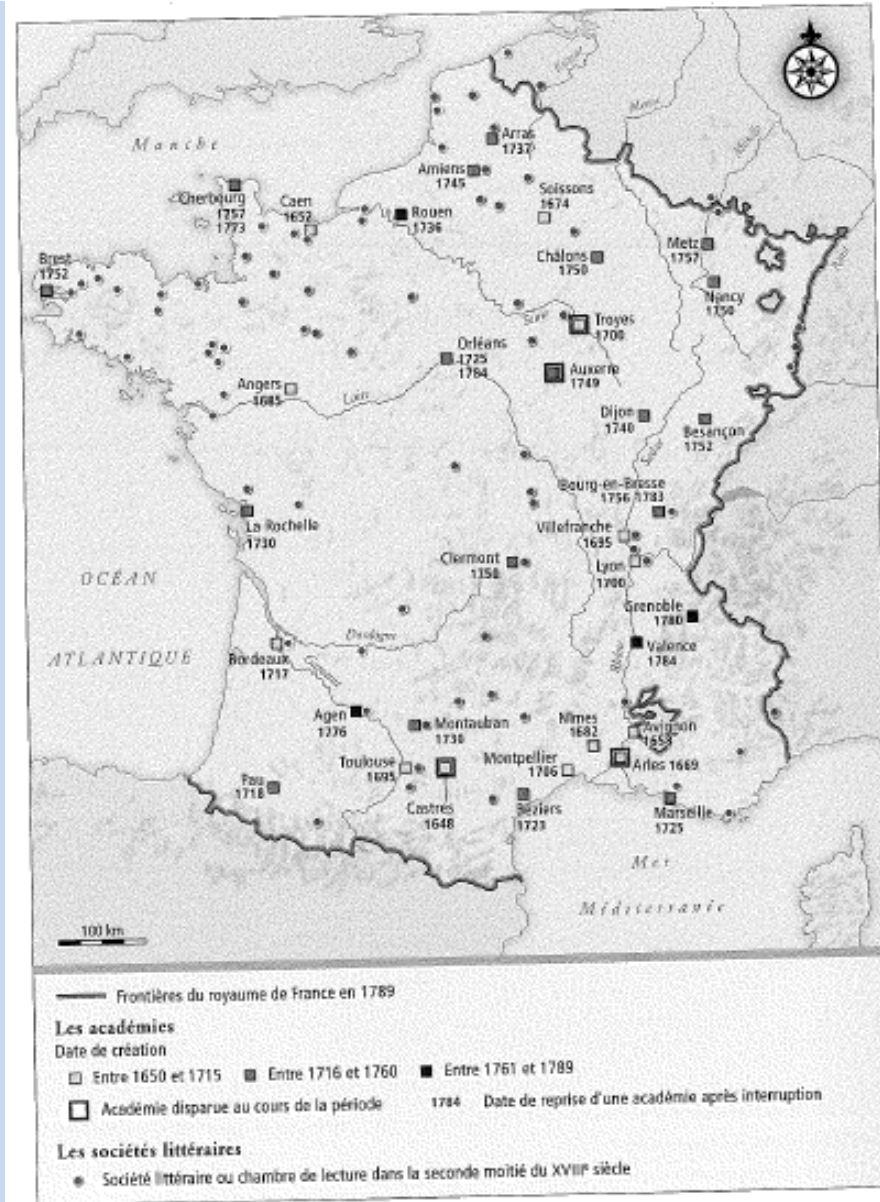 Manche
Arras
1737
Amiens
1745
Soissons
1674
Cherbourg
1757
1773
Caen
1652
Rouen
1736
Châlons
1750
Metz
1757
Brest
1752
Nancy
1750
Seine
Troyes
1700
Orléans
1725
1784
Auxerre
1749
Angers
1685
Loire
Dijon
1740
Besançon
1752
Saône
Bourg-en-Bresse
1756 1783
La Rochelle
1730
Villefranche
1695
Clermont
1750
Lyon
1700
OCÉAN
ATLANTIQUE
Grenoble
1780
Dordogne
Valence
1784
Bordeaux
1717
Rhône
Agen
1776
Montauban
1730
Nîmes
1682
Avignon
1658
Toulouse
1695
Montpellier
1706
Arles 1669
Pau
1718
Castres
1648
Béziers
1723
Marseille
1725
Mer
Méditerranée
100 km
Frontières du royaume de France en 1789
Les académies
Date de création
Entre 1650 et 1715 Entre 1716 et 1760 Entre 1761 et 1789
Académie disparue au cours de la période 1784 Date de reprise d'une académie après interruption
Les sociétés littéraires
Société littéraire ou chambre de lecture dans la seconde moitié du XVIIIe siècle